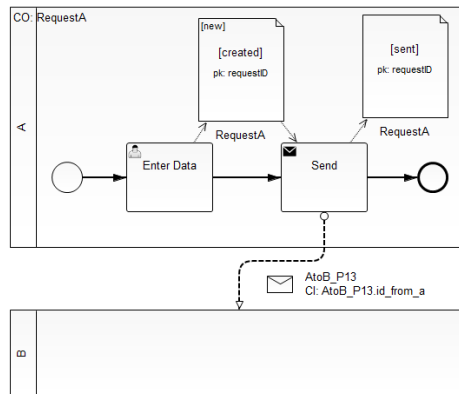 CO: RequestA
[new]
[created]
pk: requestID
[sent]
pk: requestID
RequestA
RequestA
A
Enter Data
Send
AtoB_P13
CI: AtoB_P13.id_from_a
B